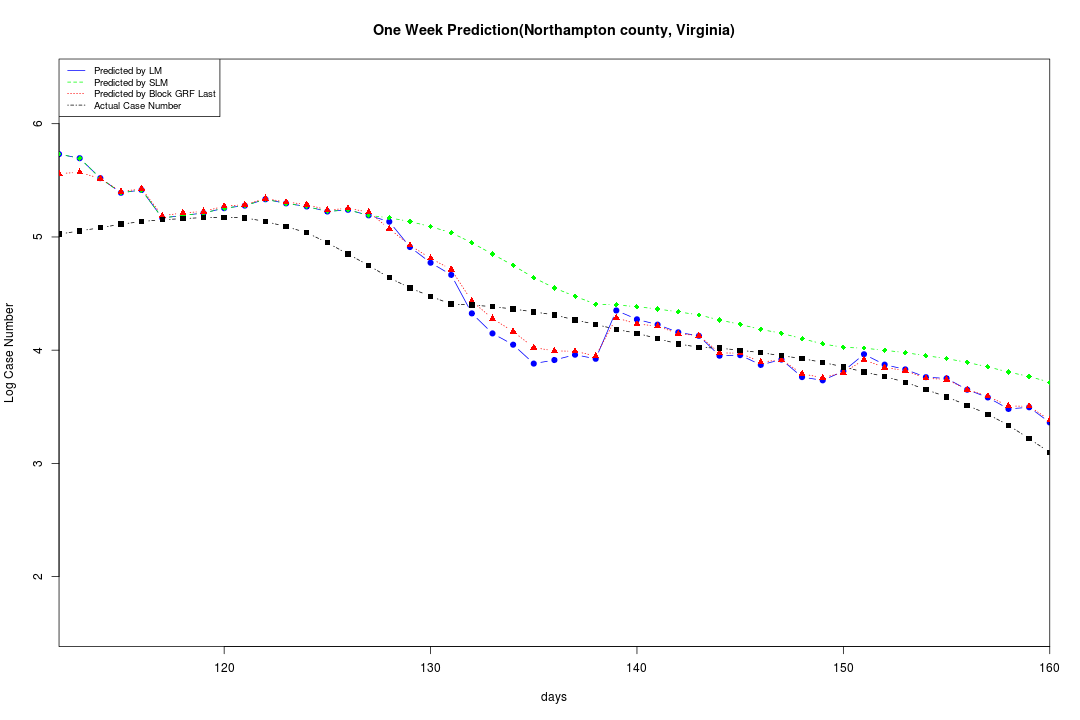 One Week Prediction(Northampton county, Virginia)
Predicted by LM
Predicted by SLM
Predicted by Block GRF Last
Actual Case Number
6
5
4
3
2
Log Case Number
120 130 140 150 160
days